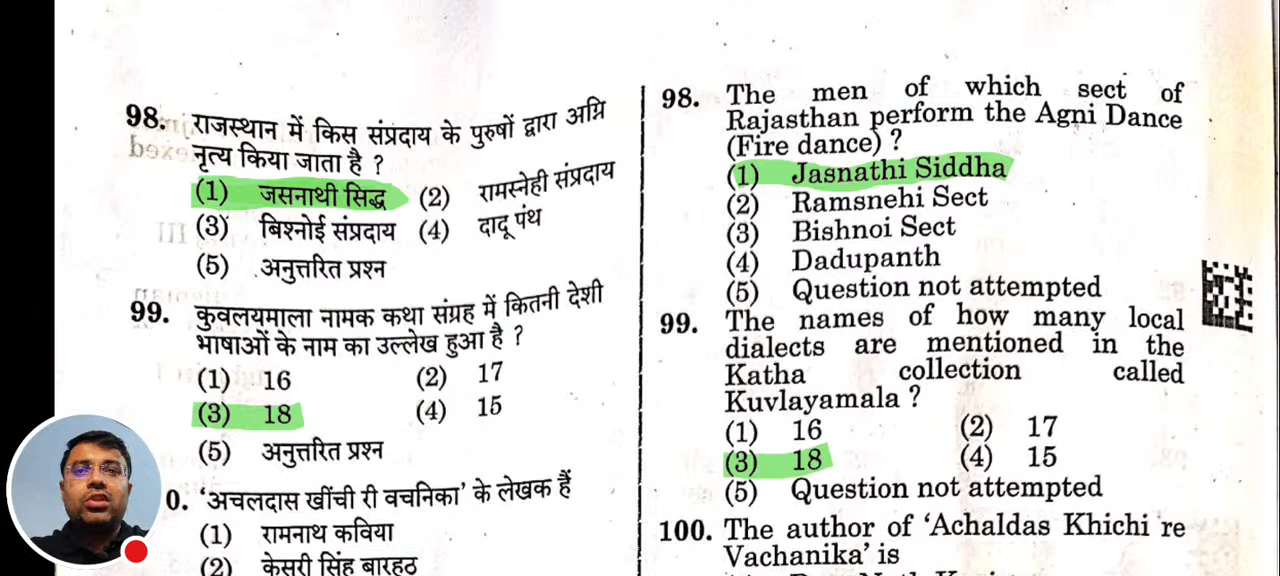 98. राजस्थान में किस संप्रदाय के पुरुषों द्वारा अग्नि
नृत्य किया जाता है ?
(1) जसनाथी सिद्ध (2) रामस्नेही संप्रदाय
(3) बिश्नोई संप्रदाय (4) दादू पंथ
(5) अनुत्तरित प्रश्न
99. कुवलयमाला नामक कथा संग्रह में कितनी देशी
भाषाओं के नाम का उल्लेख हुआ है ?
(1) 16 (2) 17
(3) 18 (4) 15
(5) अनुत्तरित प्रश्न
0. 'अचलदास खींची री वचनिका' के लेखक हैं
(1) रामनाथ कविया
(2) केसरी सिंह बारहठ
98. The men of which sect of
Rajasthan perform the Agni Dance
(Fire dance) ?
(1) Jasnathi Siddha
(2) Ramsnehi Sect
(3) Bishnoi Sect
(4) Dadupanth
(5) Question not attempted
99. The names of how many local
dialects are mentioned in the
Katha collection called
Kuvlayamala ?
(1) 16 (2) 17
(3) 18 (4) 15
(5) Question not attempted
100. The author of 'Achaldas Khichi re
Vachanika' is